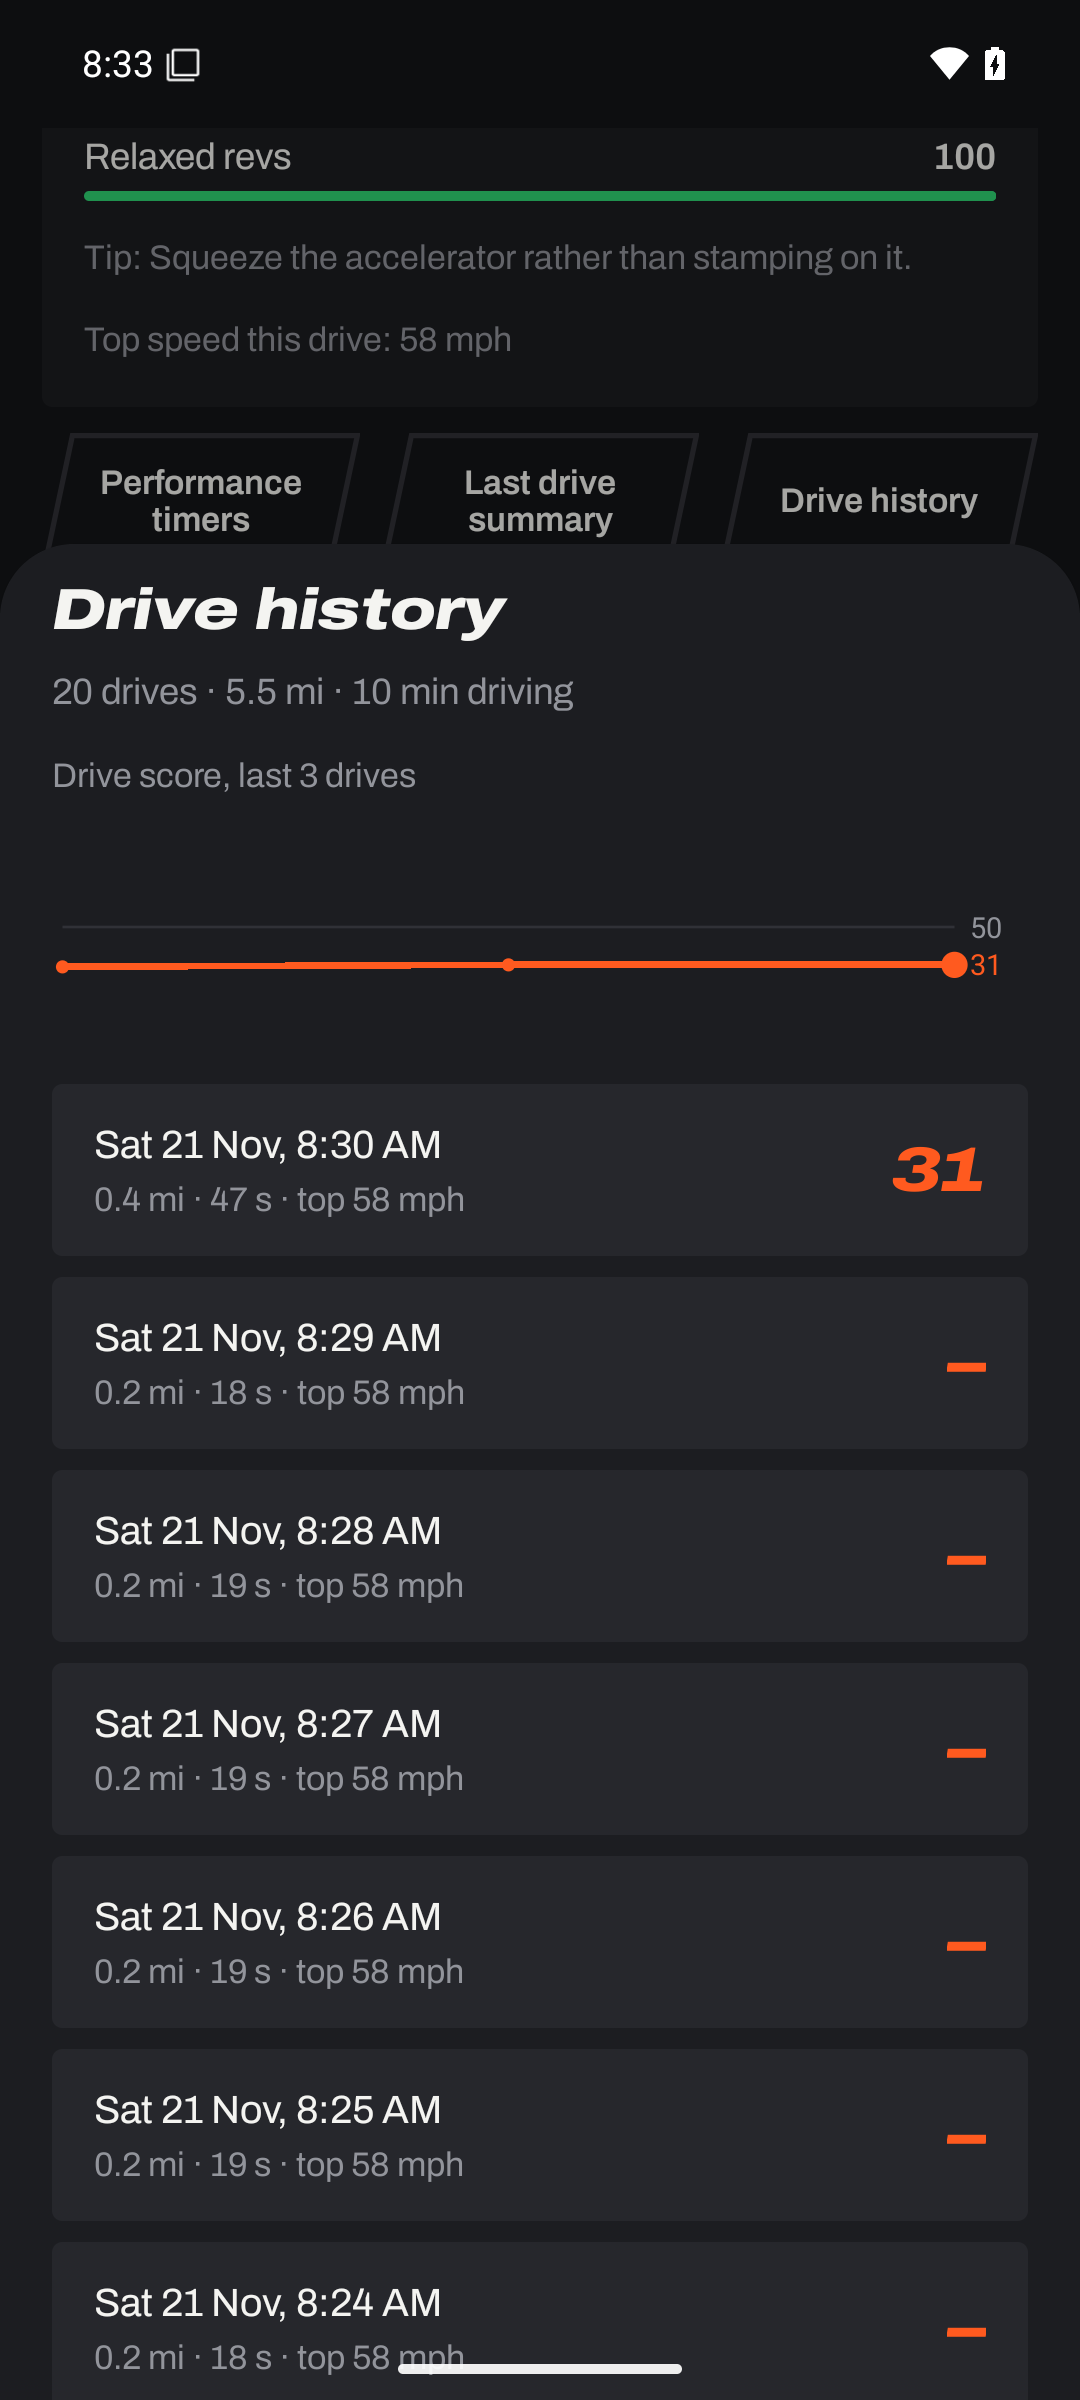 8:33
Relaxed revs 100
Tip: Squeeze the accelerator rather than stamping on it.
Top speed this drive: 58 mph
Performance timers
Last drive summary
Drive history
Drive history
20 drives · 5.5 mi · 10 min driving
Drive score, last 3 drives
50
31
Sat 21 Nov, 8:30 AM
0.4 mi · 47 s · top 58 mph
31
Sat 21 Nov, 8:29 AM
0.2 mi · 18 s · top 58 mph
–
Sat 21 Nov, 8:28 AM
0.2 mi · 19 s · top 58 mph
–
Sat 21 Nov, 8:27 AM
0.2 mi · 19 s · top 58 mph
–
Sat 21 Nov, 8:26 AM
0.2 mi · 19 s · top 58 mph
–
Sat 21 Nov, 8:25 AM
0.2 mi · 19 s · top 58 mph
–
Sat 21 Nov, 8:24 AM
0.2 mi · 18 s · top 58 mph
–